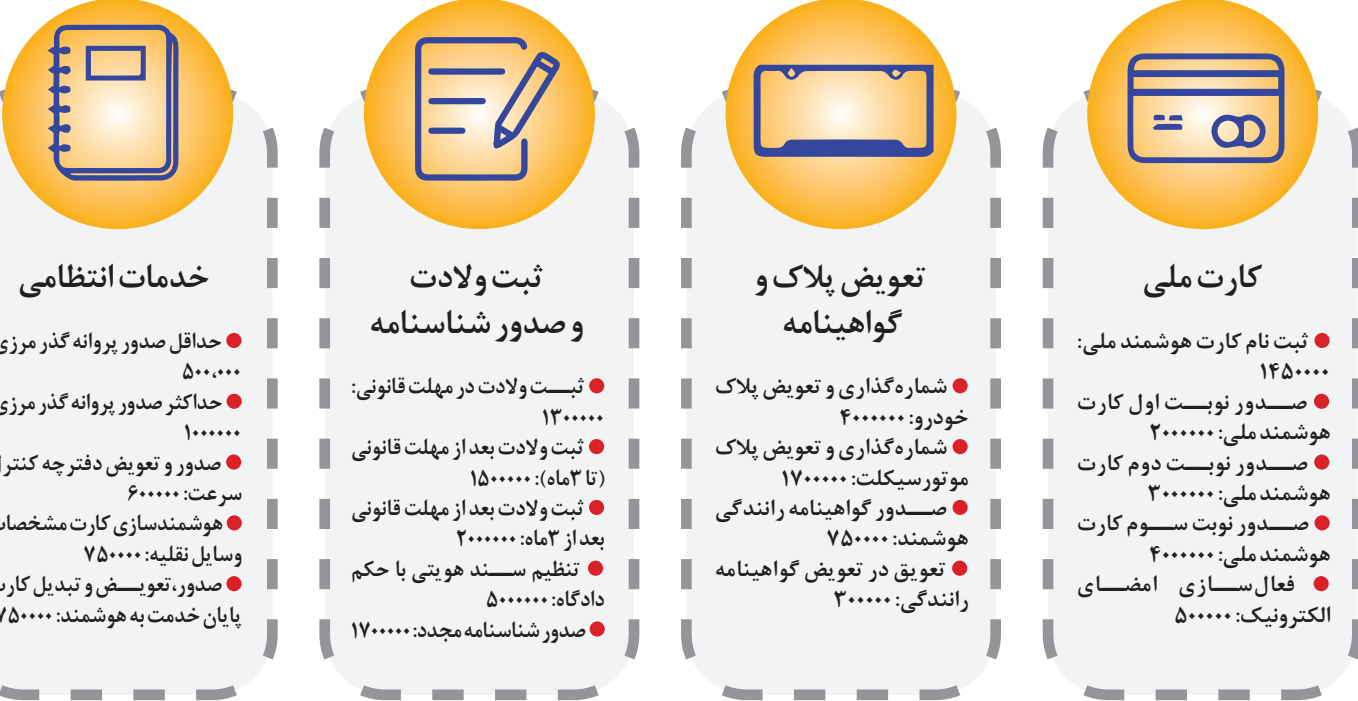 کارت ملی
● ثبت نام کارت هوشمند ملی:
۱۴۵۰۰۰۰
● صدور نوبت اول کارت
هوشمند ملی: ۲۰۰۰۰۰۰
● صدور نوبت دوم کارت
هوشمند ملی: ۳۰۰۰۰۰۰
● صدور نوبت سوم کارت
هوشمند ملی: ۴۰۰۰۰۰۰
● فعال‌سازی امضای
الکترونیک: ۵۰۰۰۰۰
تعویض پلاک و
گواهینامه
● شماره‌گذاری و تعویض پلاک
خودرو: ۴۰۰۰۰۰۰
● شماره‌گذاری و تعویض پلاک
موتورسیکلت: ۱۷۰۰۰۰۰
● صدور گواهینامه رانندگی
هوشمند: ۷۵۰۰۰۰
● تعویق در تعویض گواهینامه
رانندگی: ۳۰۰۰۰۰
ثبت ولادت
و صدور شناسنامه
● ثبت ولادت در مهلت قانونی:
۱۳۰۰۰۰۰
● ثبت ولادت بعد از مهلت قانونی
(تا ۳ماه): ۱۵۰۰۰۰۰
● ثبت ولادت بعد از مهلت قانونی
بعد از ۳ماه: ۲۰۰۰۰۰۰
● تنظیم سند هویتی با حکم
دادگاه: ۵۰۰۰۰۰۰
● صدور شناسنامه مجدد: ۱۷۰۰۰۰۰
خدمات انتظامی
● حداقل صدور پروانه گذر مرزی
۵۰۰،۰۰۰
● حداکثر صدور پروانه گذر مرزی
۱۰۰۰۰۰۰
● صدور و تعویض دفترچه کنترل
سرعت: ۶۰۰۰۰۰
● هوشمندسازی کارت مشخصات
وسایل نقلیه: ۷۵۰۰۰۰
● صدور،تعویض و تبدیل کارت
پایان خدمت به هوشمند: ۷۵۰۰۰۰